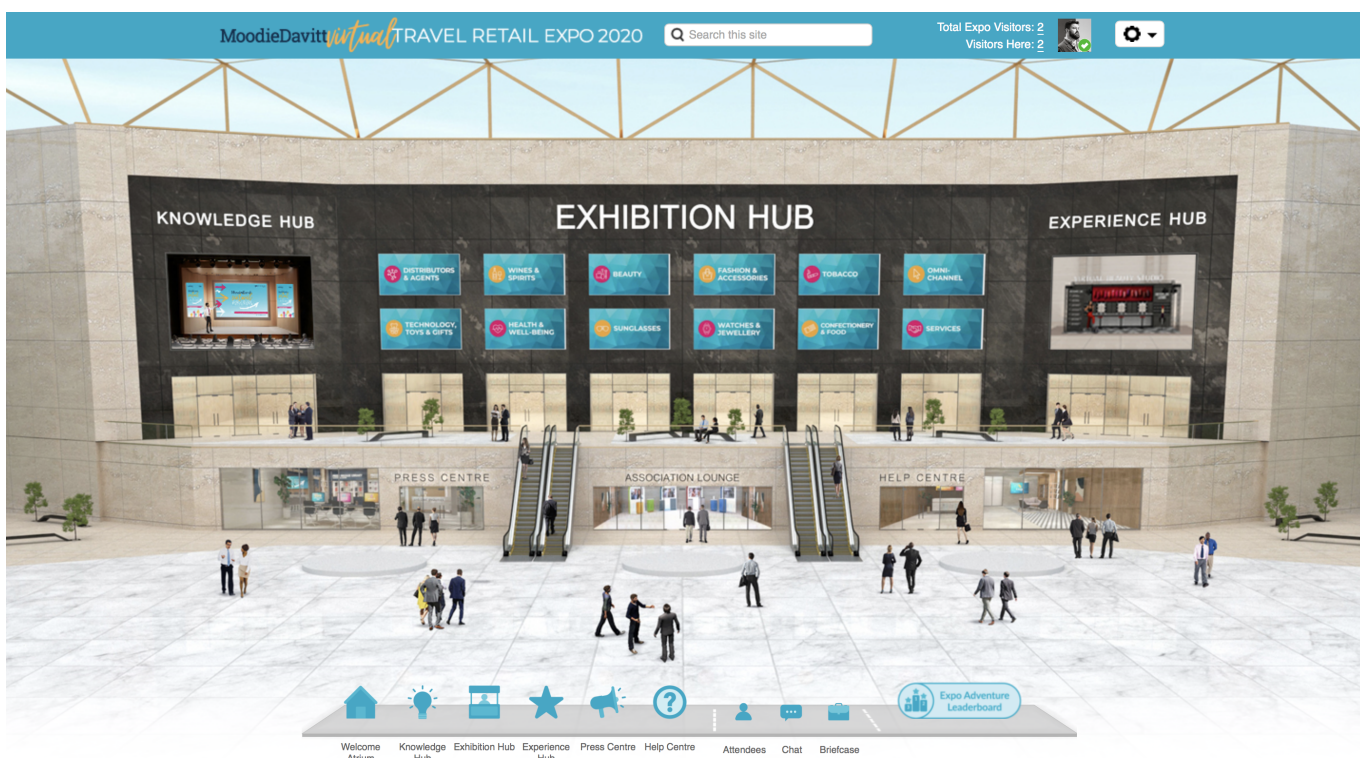 MoodieDavitt virtual TRAVEL RETAIL EXPO 2020
Search this site
Total Expo Visitors: 2
Visitors Here: 2
KNOWLEDGE HUB
EXHIBITION HUB
EXPERIENCE HUB
DISTRIBUTORS
& AGENTS
WINES &
SPIRITS
BEAUTY
FASHION &
ACCESSORIES
TOBACCO
OMNI-
CHANNEL
TECHNOLOGY,
TOYS & GIFTS
HEALTH &
WELL-BEING
SUNGLASSES
WATCHES &
JEWELLERY
CONFECTIONERY
& FOOD
SERVICES
PRESS CENTRE
ASSOCIATION LOUNGE
HELP CENTRE
Expo Adventure
Leaderboard
Welcome
Atrium
Knowledge
Hub
Exhibition Hub
Experience
Hub
Press Centre
Help Centre
Attendees
Chat
Briefcase